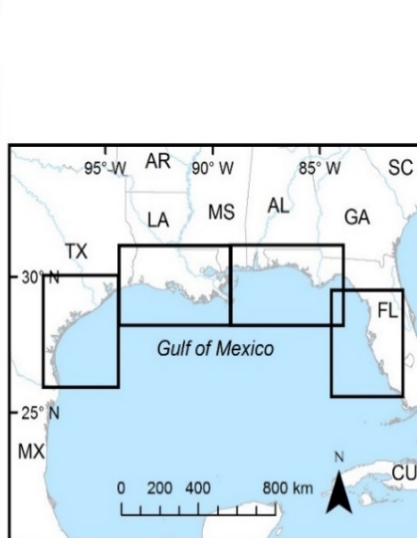 95° W
90° W
85° W
AR
SC
LA
MS
AL
GA
TX
30° N
FL
Gulf of Mexico
25° N
MX
N
CU
0 200 400 800 km